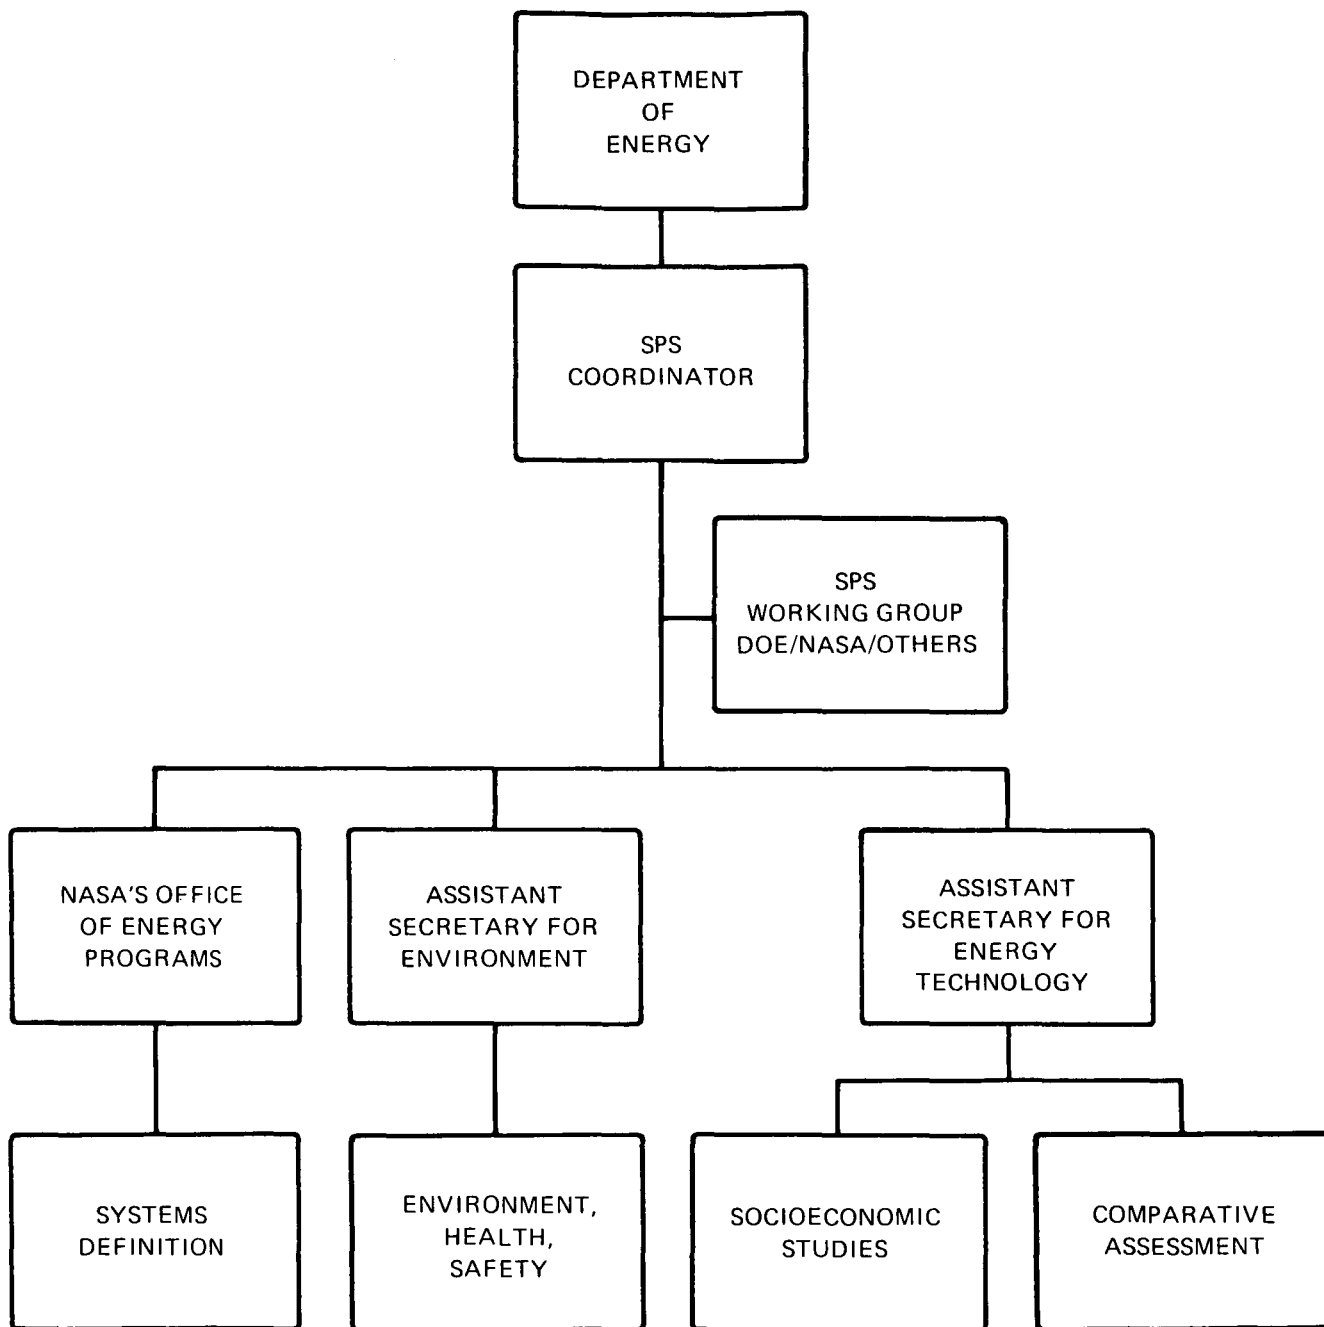 DEPARTMENT
OF
ENERGY
SPS
COORDINATOR
SPS
WORKING GROUP
DOE/NASA/OTHERS
NASA'S OFFICE
OF ENERGY
PROGRAMS
ASSISTANT
SECRETARY FOR
ENVIRONMENT
ASSISTANT
SECRETARY FOR
ENERGY
TECHNOLOGY
SYSTEMS
DEFINITION
ENVIRONMENT,
HEALTH,
SAFETY
SOCIOECONOMIC
STUDIES
COMPARATIVE
ASSESSMENT